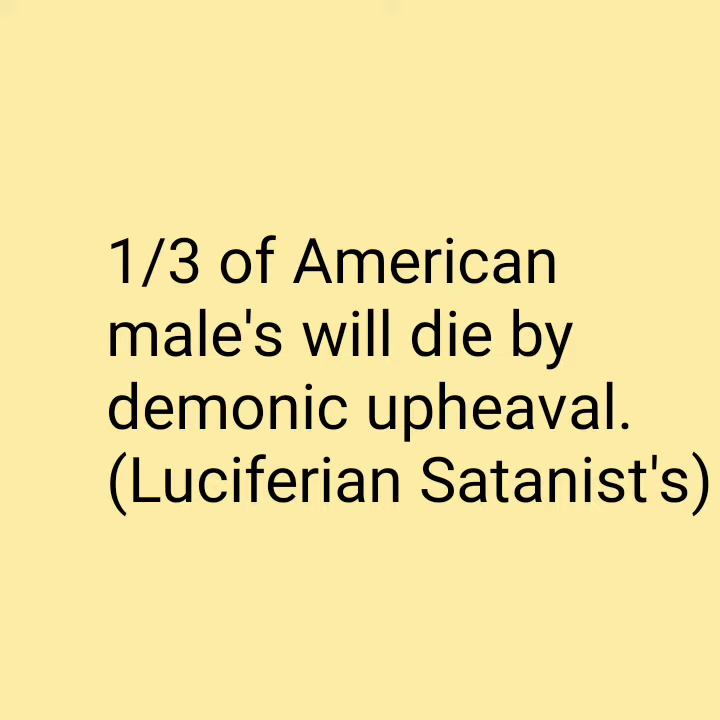 1/3 of American
male's will die by
demonic upheaval.
(Luciferian Satanist's)